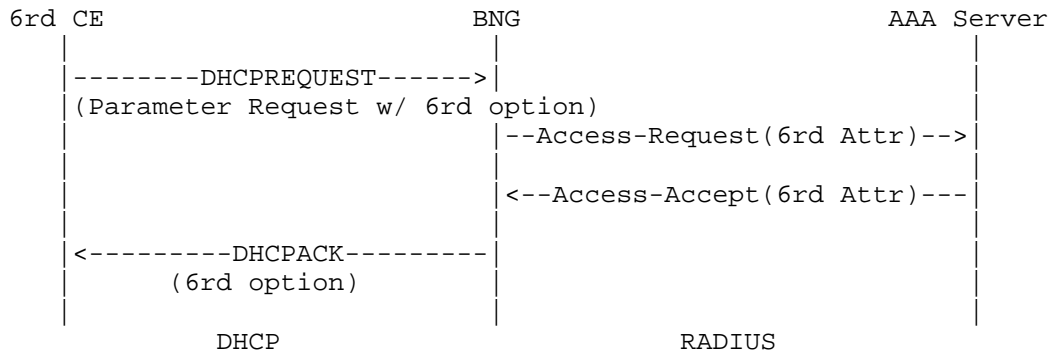 6rd CE                        BNG                         AAA Server
|                             |                               |
|--------DHCPREQUEST------>|                               |
|(Parameter Request w/ 6rd option)                         |
|                             |--Access-Request(6rd Attr)-->|
|                             |                               |
|                             |<--Access-Accept(6rd Attr)---|
|                             |                               |
|<---------DHCPACK---------|                               |
|      (6rd option)           |                               |
|                             |                               |
DHCP                          RADIUS